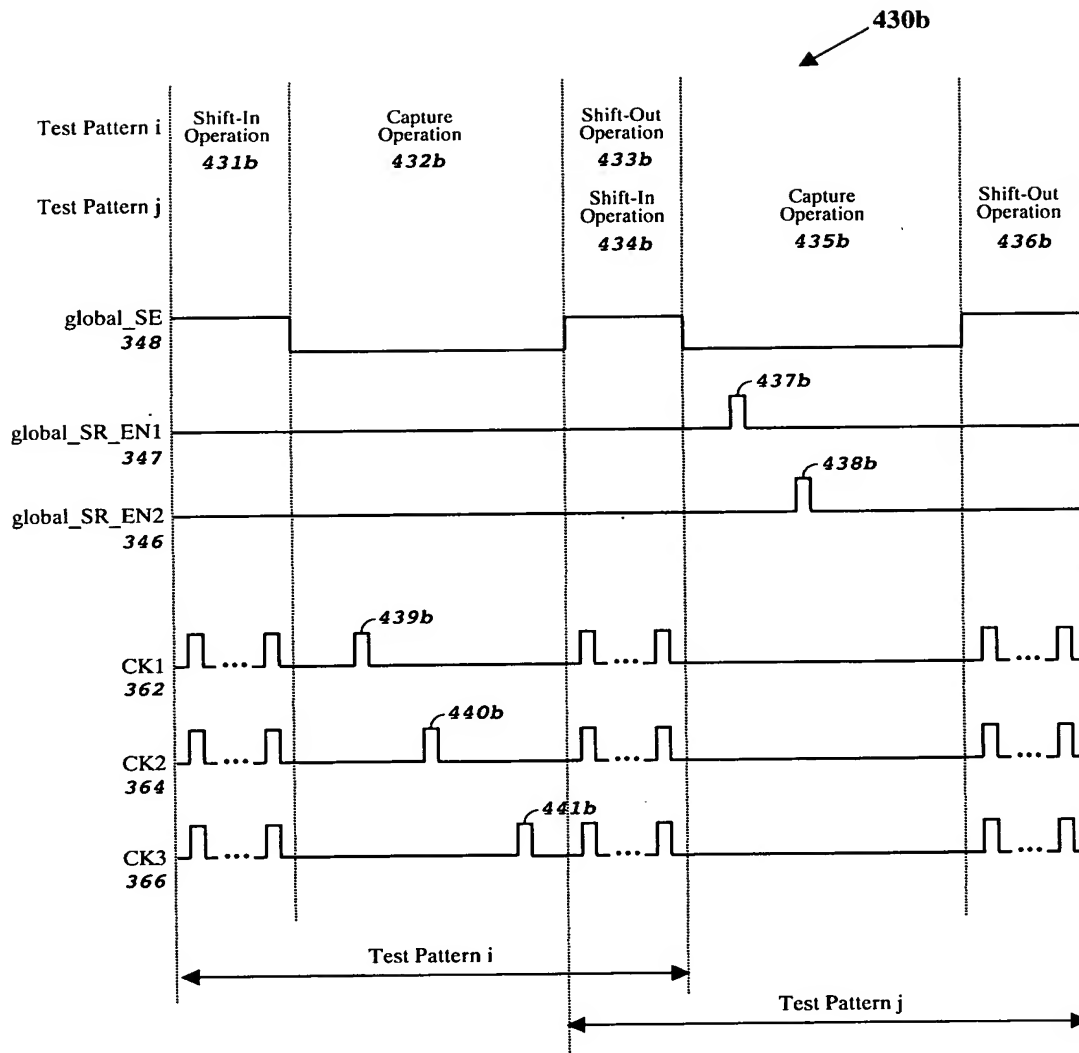 430b
Test Pattern i
Shift-In
Operation
431b
Capture
Operation
432b
Shift-Out
Operation
433b
Test Pattern j
Shift-In
Operation
434b
Capture
Operation
435b
Shift-Out
Operation
436b
global_SE
348
437b
global_SR_EN1
347
438b
global_SR_EN2
346
439b
CK1
362
440b
CK2
364
441b
CK3
366
Test Pattern i
Test Pattern j